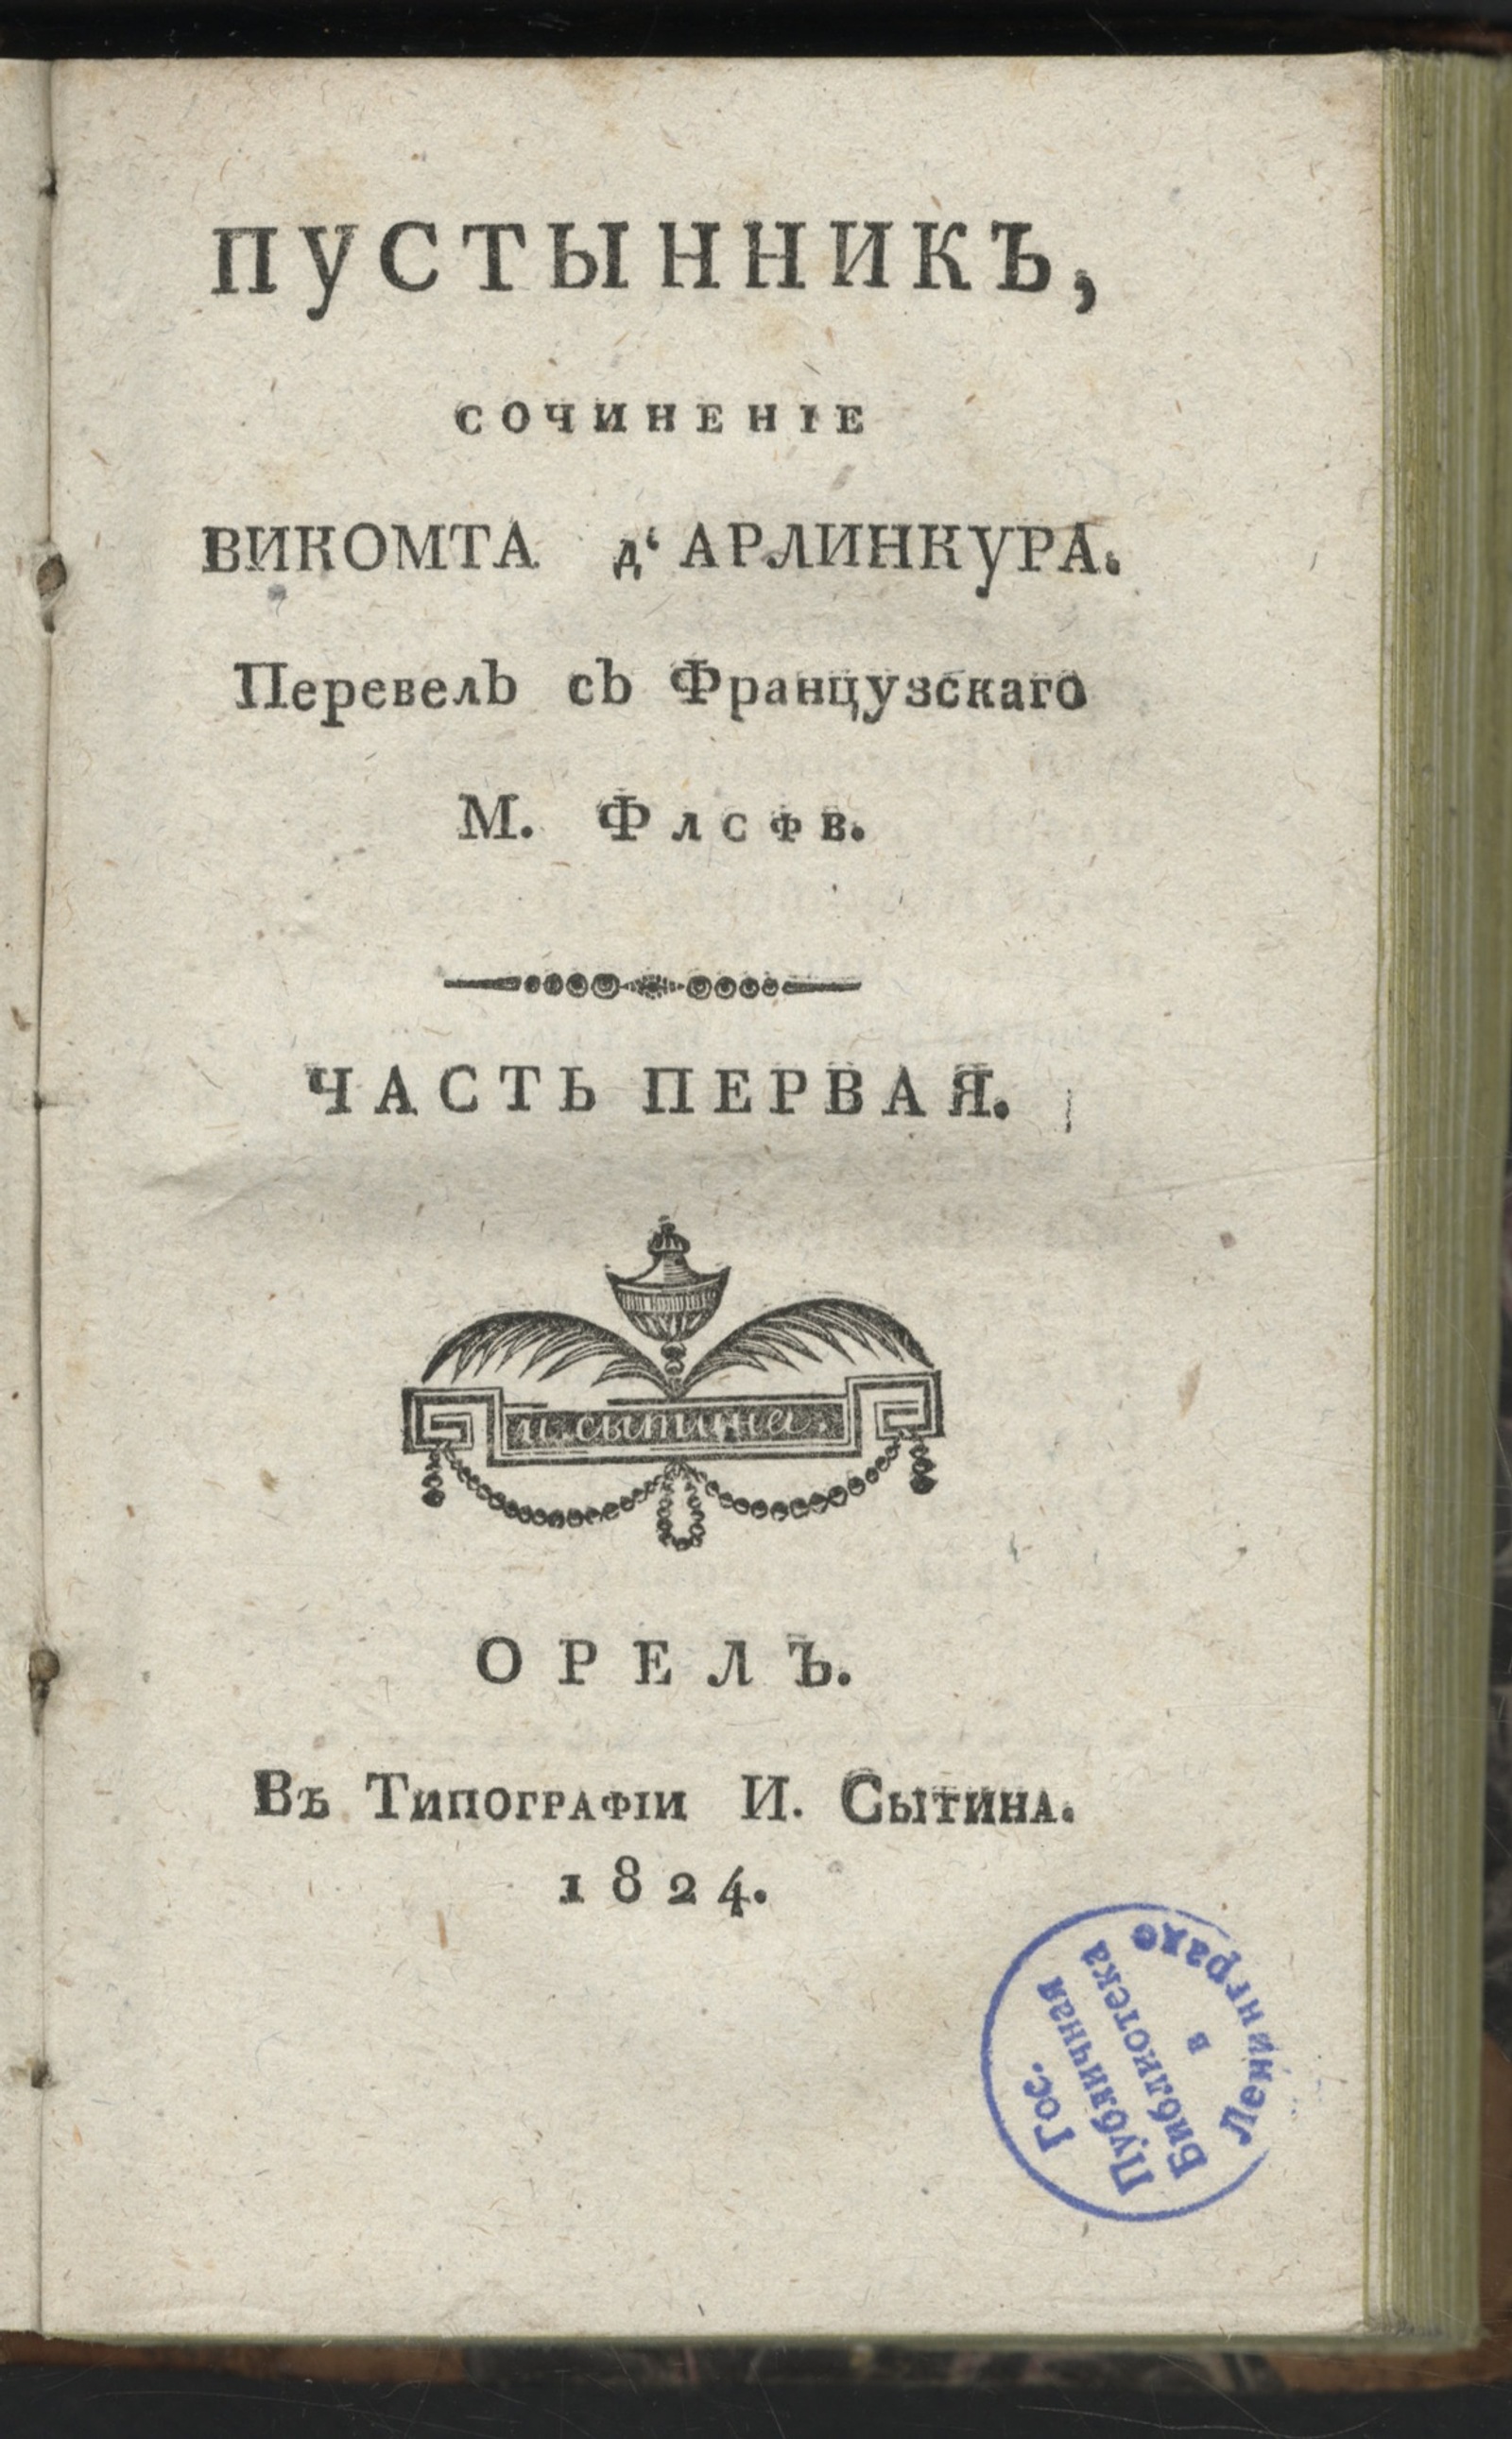 ПУСТЫННИКЪ,
СОЧИНЕНІЕ
ВИКОМТА д‘АРЛИНКУРА.
Перевелъ съ Французскаго
М. Флсфв.
ЧАСТЬ ПЕРВАЯ.
и. сытина.
ОРЕЛЪ.
Въ Типографіи И. Сытина.
1824.
Гос.
Публичная
Библиотека
в
Ленинграде